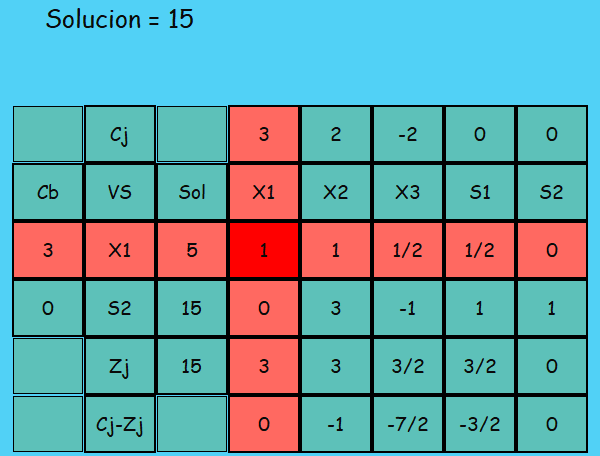 Solucion = 15
Cj 3 2 -2 0 0
Cb VS Sol X1 X2 X3 S1 S2
3 X1 5 1 1 1/2 1/2 0
0 S2 15 0 3 -1 1 1
Zj 15 3 3 3/2 3/2 0
Cj-Zj 0 -1 -7/2 -3/2 0